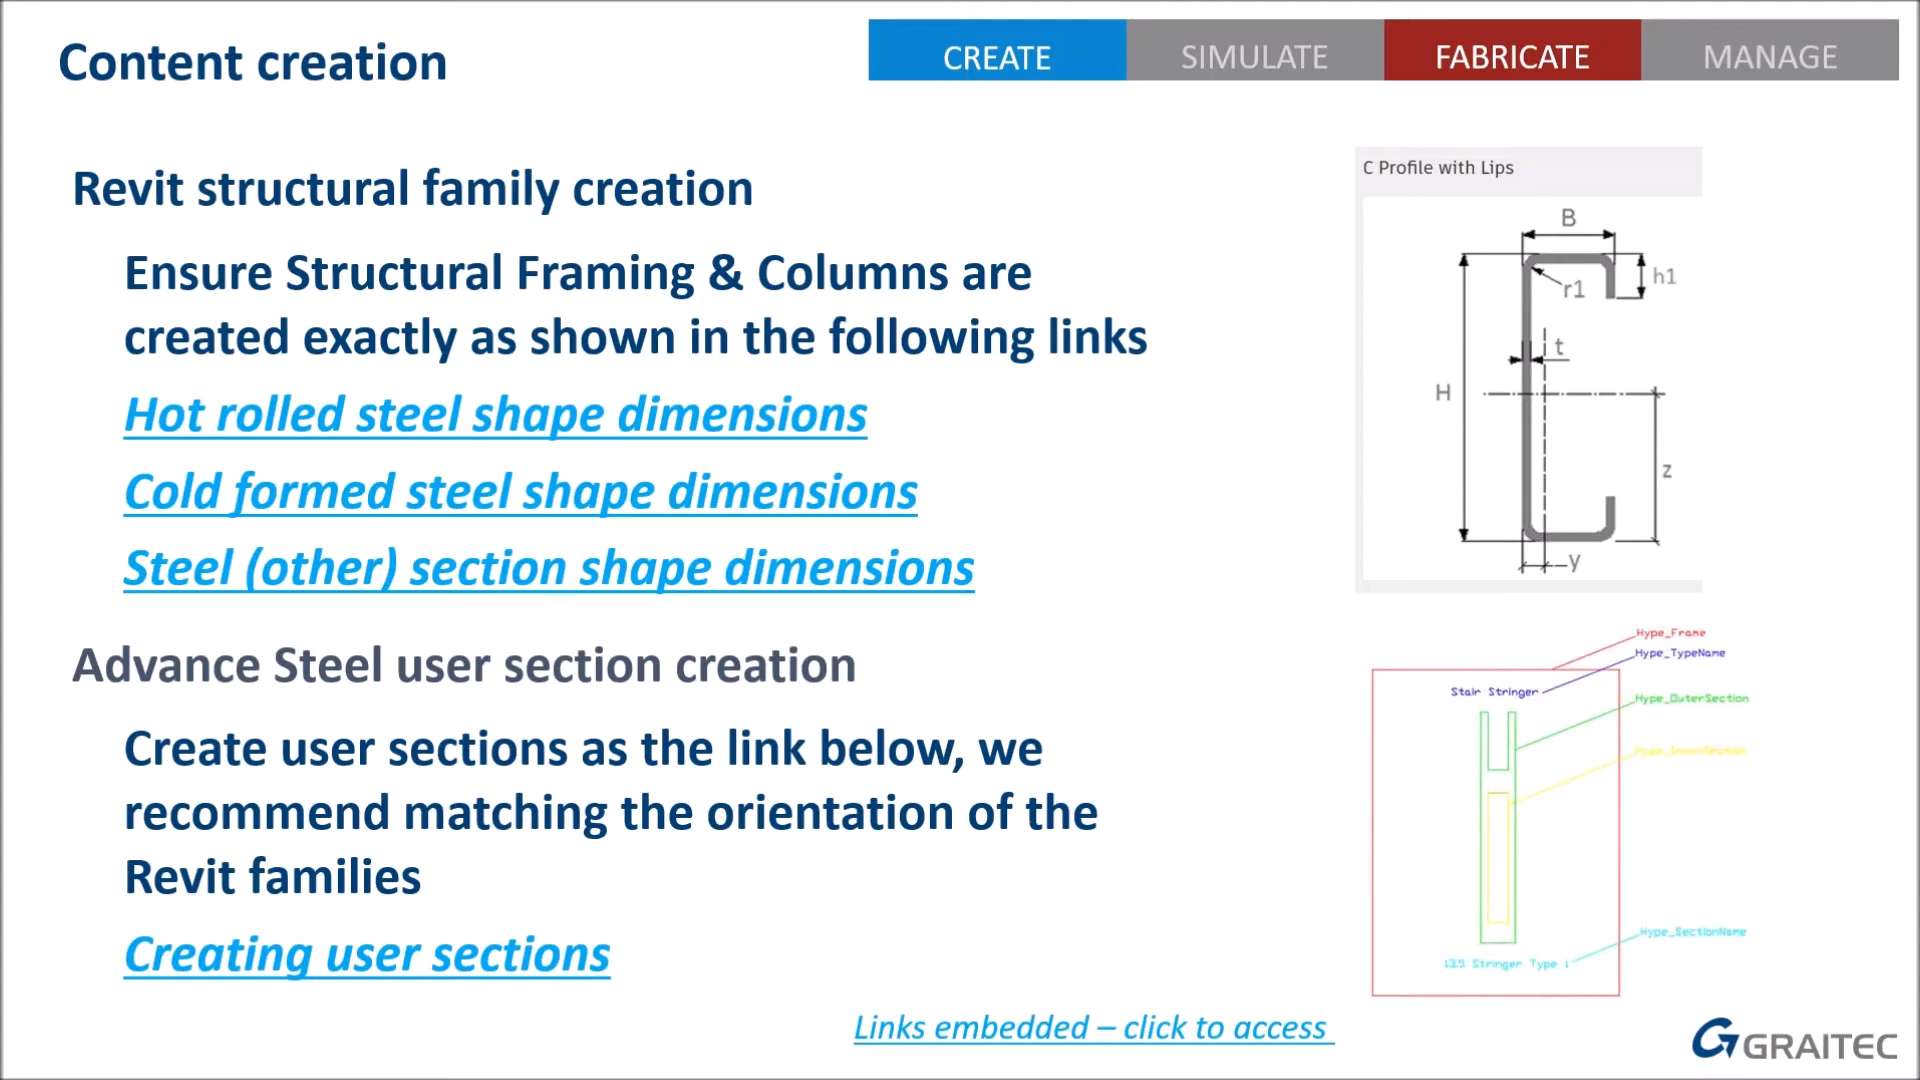 Content creation
CREATE
SIMULATE
FABRICATE
MANAGE
Revit structural family creation
Ensure Structural Framing & Columns are
created exactly as shown in the following links
Hot rolled steel shape dimensions
Cold formed steel shape dimensions
Steel (other) section shape dimensions
Advance Steel user section creation
Create user sections as the link below, we
recommend matching the orientation of the
Revit families
Creating user sections
Links embedded – click to access
C Profile with Lips
B
h1
r1
t
H
z
y
Hype_Frame
Hype_TypeName
Stair Stringer
Hype_OuterSection
Hype_InnerSection
Hype_SectionName
Stringer Type 1
GRAITEC